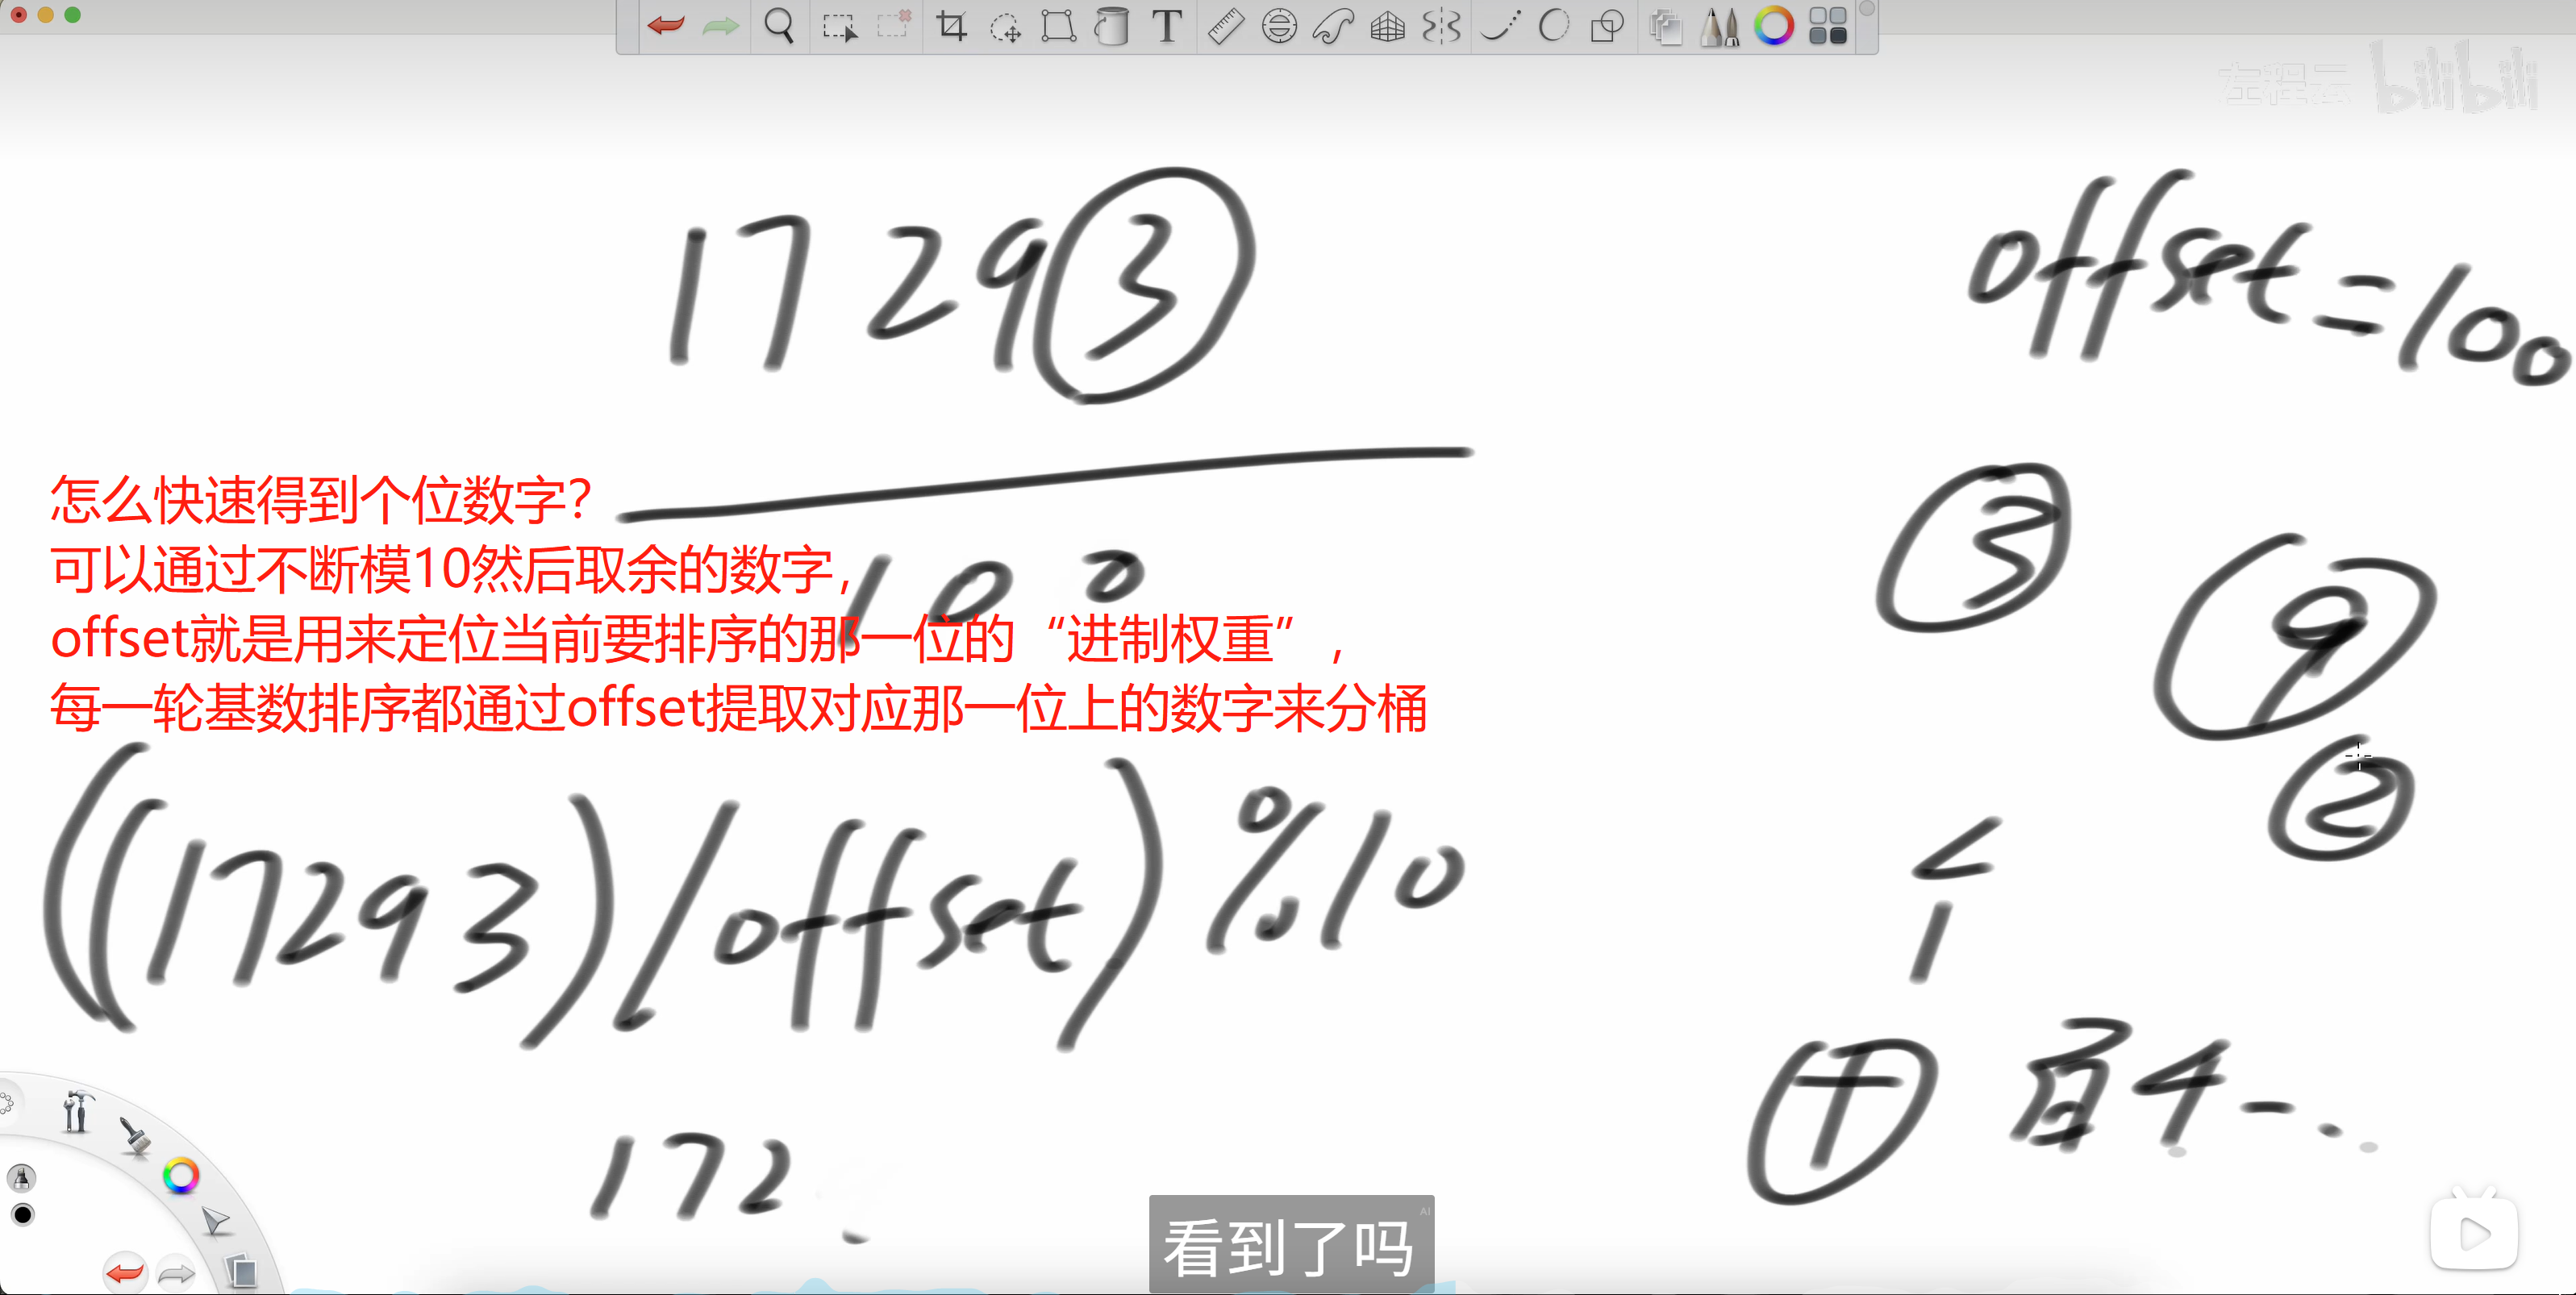 左程云 bilibili
17293
offset=100
怎么快速得到个位数字？
可以通过不断模10然后取余的数字，
100
offset就是用来定位当前要排序的那一位的“进制权重”，
每一轮基数排序都通过offset提取对应那一位上的数字来分桶
3
9
2
((17293)/offset)%10
个
十 百 千 ...
172
看到了吗
AI